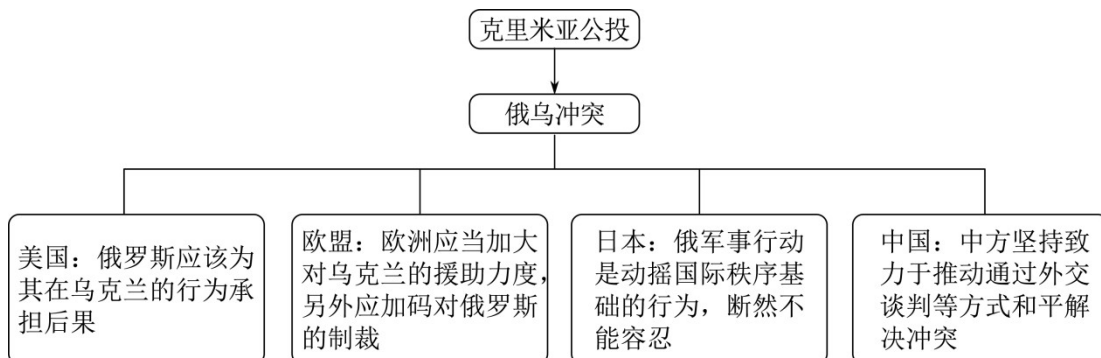 克里米亚公投
俄乌冲突
美国：俄罗斯应该为
其在乌克兰的行为承
担后果
欧盟：欧洲应当加大
对乌克兰的援助力度，
另外应加码对俄罗斯
的制裁
日本：俄军事行动
是动摇国际秩序基
础的行为，断然不
能容忍
中国：中方坚持致
力于推动通过外交
谈判等方式和平解
决冲突